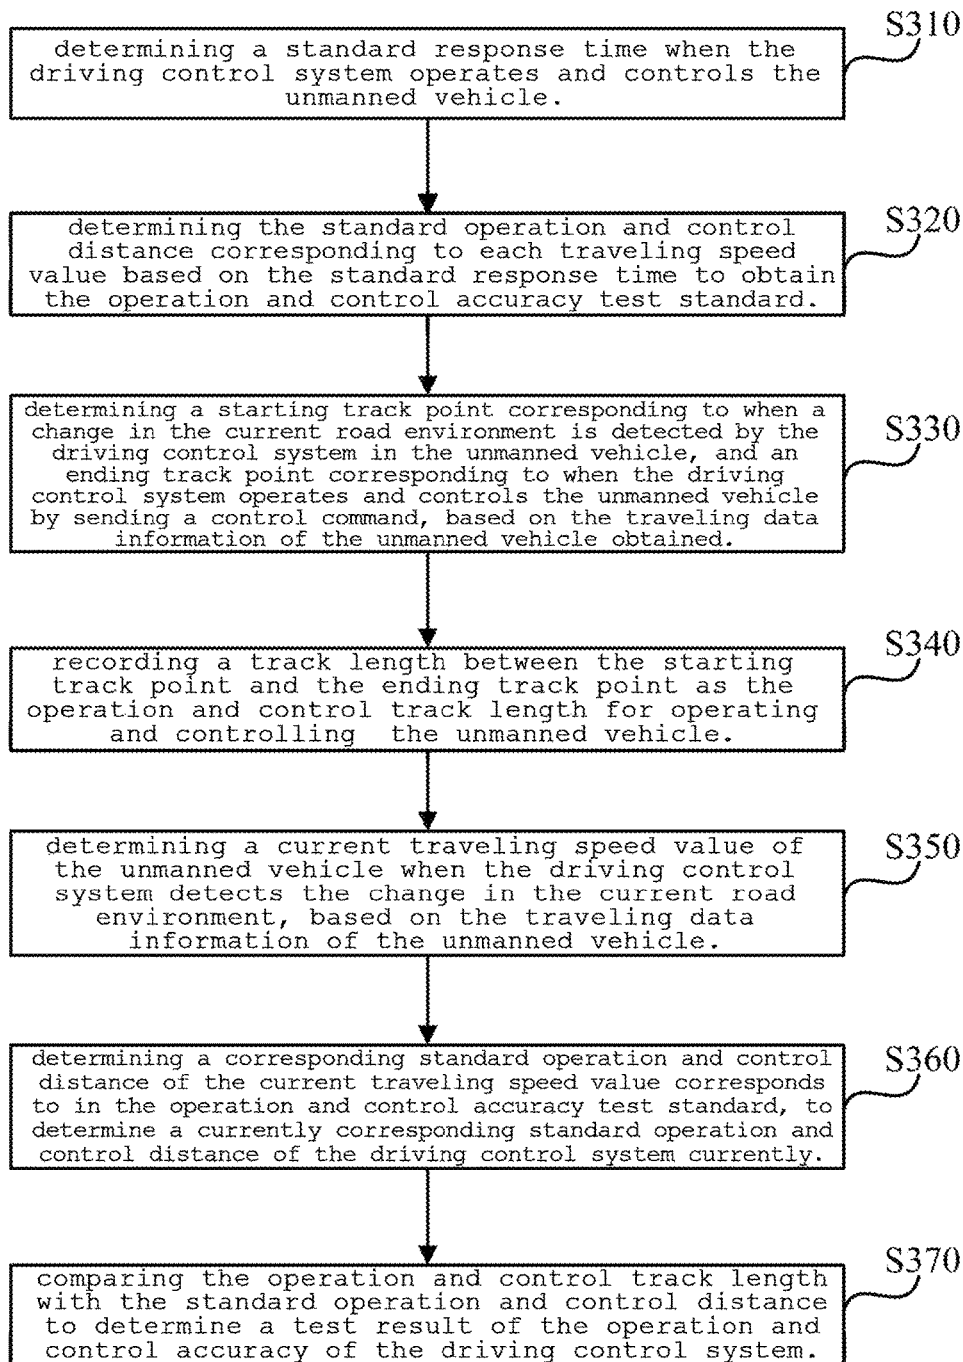 S310
determining a standard response time when the
driving control system operates and controls the
unmanned vehicle.
S320
determining the standard operation and control
distance corresponding to each traveling speed
value based on the standard response time to obtain
the operation and control accuracy test standard.
S330
determining a starting track point corresponding to when a
change in the current road environment is detected by the
driving control system in the unmanned vehicle, and an
ending track point corresponding to when the driving
control system operates and controls the unmanned vehicle
by sending a control command, based on the traveling data
information of the unmanned vehicle obtained.
S340
recording a track length between the starting
track point and the ending track point as the
operation and control track length for operating
and controlling the unmanned vehicle.
S350
determining a current traveling speed value of
the unmanned vehicle when the driving control
system detects the change in the current road
environment, based on the traveling data
information of the unmanned vehicle.
S360
determining a corresponding standard operation and control
distance of the current traveling speed value corresponds
to in the operation and control accuracy test standard, to
determine a currently corresponding standard operation and
control distance of the driving control system currently.
S370
comparing the operation and control track length
with the standard operation and control distance
to determine a test result of the operation and
control accuracy of the driving control system.